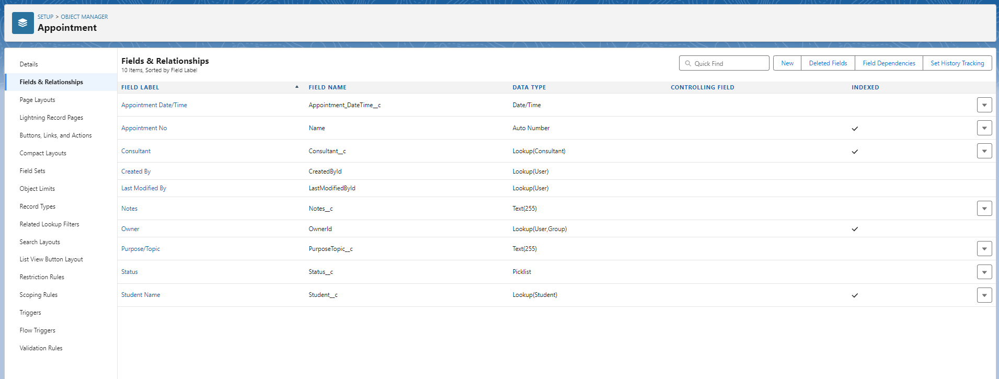 SETUP > OBJECT MANAGER
Appointment
Details
Fields & Relationships
Page Layouts
Lightning Record Pages
Buttons, Links, and Actions
Compact Layouts
Field Sets
Object Limits
Record Types
Related Lookup Filters
Search Layouts
List View Button Layout
Restriction Rules
Scoping Rules
Triggers
Flow Triggers
Validation Rules
Fields & Relationships
10 Items, Sorted by Field Label
Quick Find New Deleted Fields Field Dependencies Set History Tracking
FIELD LABEL FIELD NAME DATA TYPE CONTROLLING FIELD INDEXED
Appointment Date/Time Appointment_DateTime__c Date/Time
Appointment No Name Auto Number
Consultant Consultant__c Lookup(Consultant)
Created By CreatedById Lookup(User)
Last Modified By LastModifiedById Lookup(User)
Notes Notes__c Text(255)
Owner OwnerId Lookup(User,Group)
Purpose/Topic PurposeTopic__c Text(255)
Status Status__c Picklist
Student Name Student__c Lookup(Student)